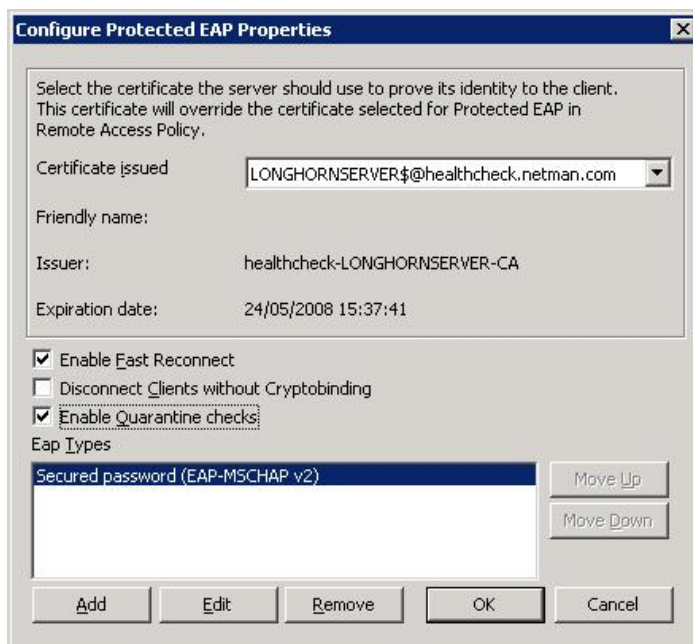 Configure Protected EAP Properties
Select the certificate the server should use to prove its identity to the client.
This certificate will override the certificate selected for Protected EAP in
Remote Access Policy.
Certificate issued LONGHORNSERVER$@healthcheck.netman.com
Friendly name:
Issuer: healthcheck-LONGHORNSERVER-CA
Expiration date: 24/05/2008 15:37:41
Enable Fast Reconnect
Disconnect Clients without Cryptobinding
Enable Quarantine checks
Eap Types
Secured password (EAP-MSCHAP v2)
Move Up
Move Down
Add Edit Remove OK Cancel